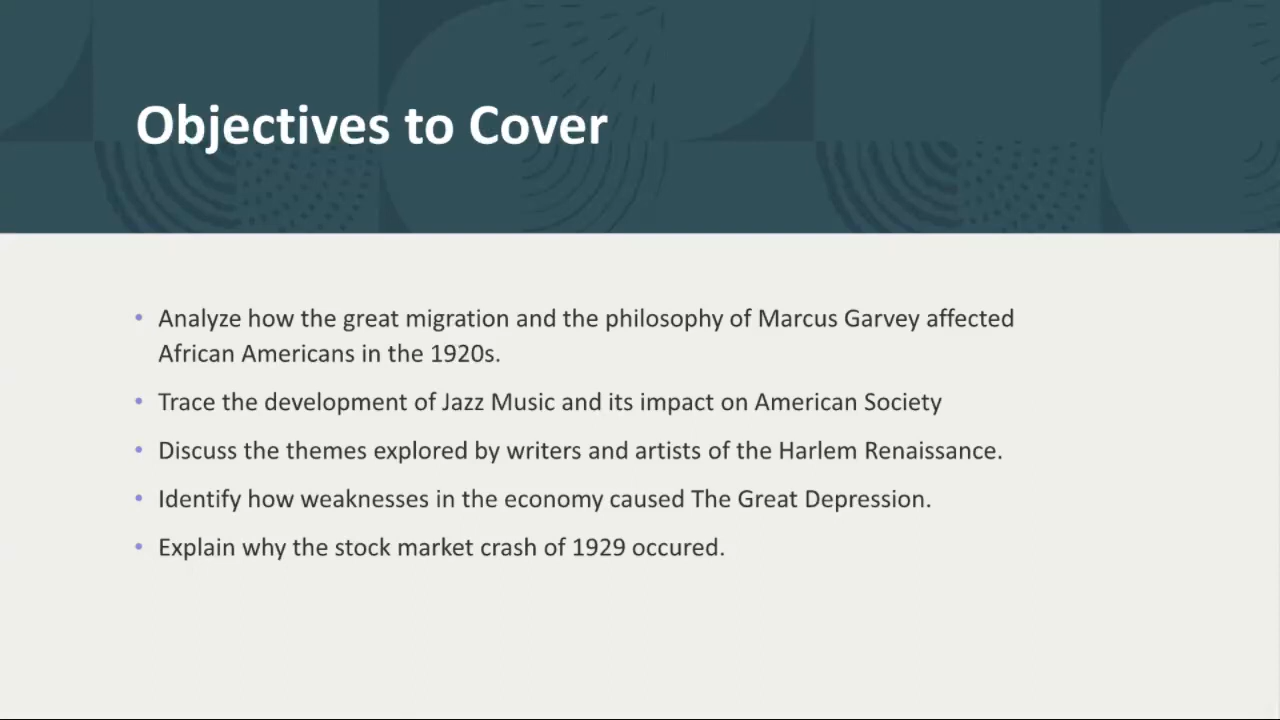 Objectives to Cover
• Analyze how the great migration and the philosophy of Marcus Garvey affected
African Americans in the 1920s.
• Trace the development of Jazz Music and its impact on American Society
• Discuss the themes explored by writers and artists of the Harlem Renaissance.
• Identify how weaknesses in the economy caused The Great Depression.
• Explain why the stock market crash of 1929 occured.